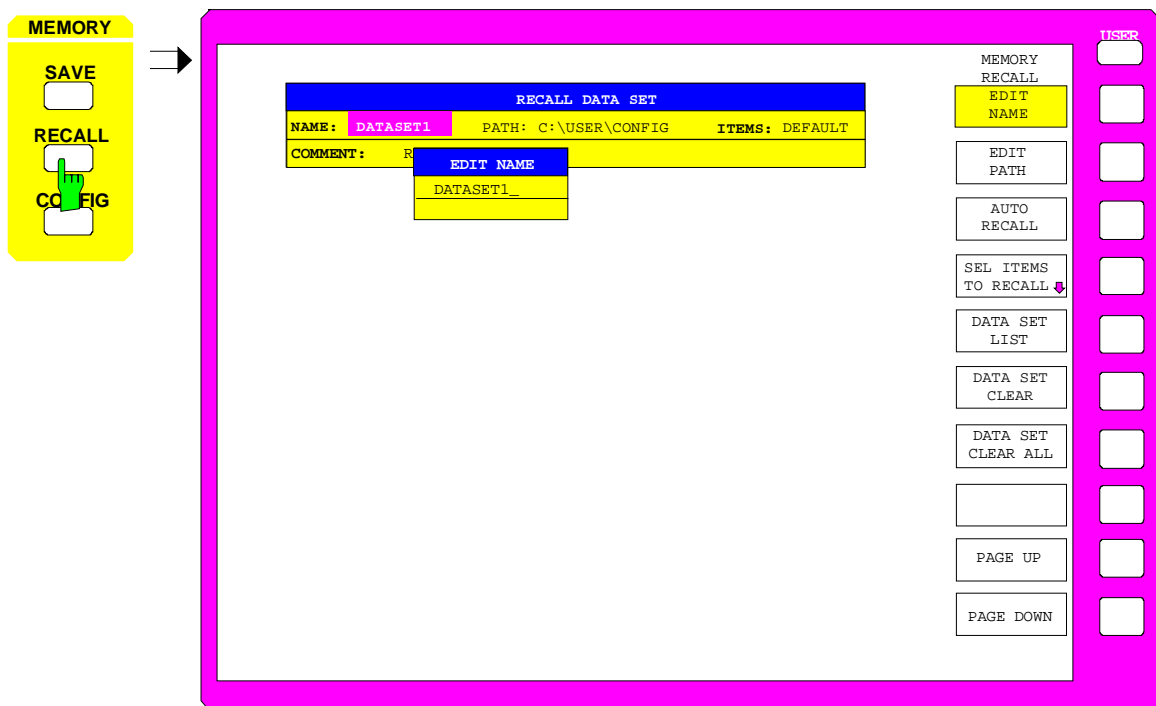 MEMORY
SAVE
RECALL
CONFIG
USER
RECALL DATA SET
NAME: DATASET1 PATH: C:\USER\CONFIG ITEMS: DEFAULT
COMMENT: R
EDIT NAME
DATASET1_
MEMORY
RECALL
EDIT
NAME
EDIT
PATH
AUTO
RECALL
SEL ITEMS
TO RECALL
DATA SET
LIST
DATA SET
CLEAR
DATA SET
CLEAR ALL
PAGE UP
PAGE DOWN